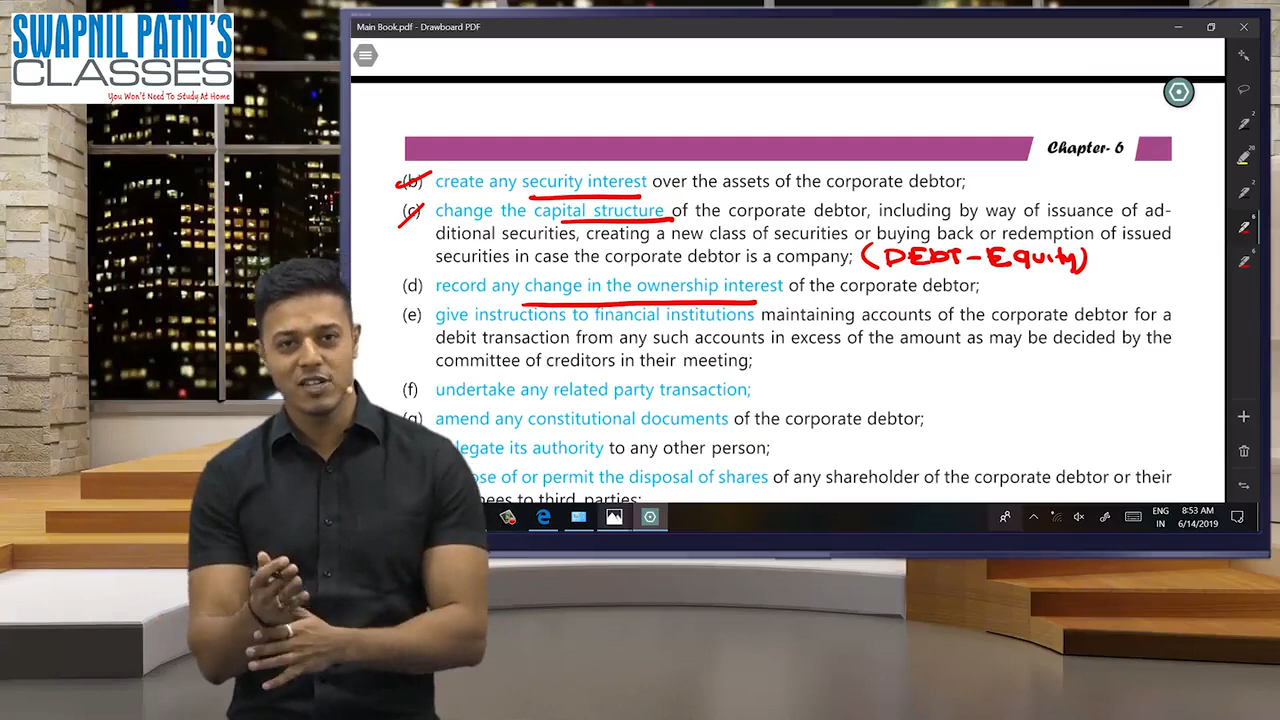 SWAPNIL PATNI'S
CLASSES
You Won't Need To Study At Home
Main Book.pdf - Drawboard PDF
Chapter- 6
(b) create any security interest over the assets of the corporate debtor;
(c) change the capital structure of the corporate debtor, including by way of issuance of ad-
ditional securities, creating a new class of securities or buying back or redemption of issued
securities in case the corporate debtor is a company; (DEBT - Equity)
(d) record any change in the ownership interest of the corporate debtor;
(e) give instructions to financial institutions maintaining accounts of the corporate debtor for a
debit transaction from any such accounts in excess of the amount as may be decided by the
committee of creditors in their meeting;
(f) undertake any related party transaction;
(g) amend any constitutional documents of the corporate debtor;
legate its authority to any other person;
ose of or permit the disposal of shares of any shareholder of the corporate debtor or their
nees to third parties;
ENG
IN
8:53 AM
6/14/2019